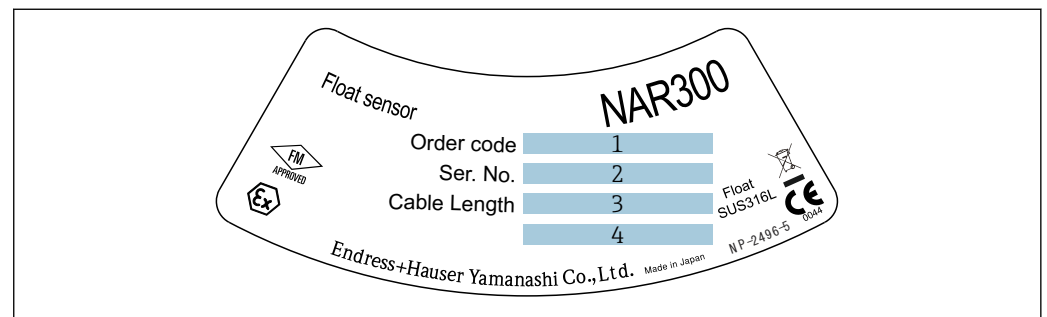 Float sensor
NAR300
Order code 1
Ser. No. 2
Cable Length 3
4
FM
APPROVED
Ex
Float
SUS316L
CE
0044
NP-2496-5
Endress+Hauser Yamanashi Co.,Ltd. Made in Japan